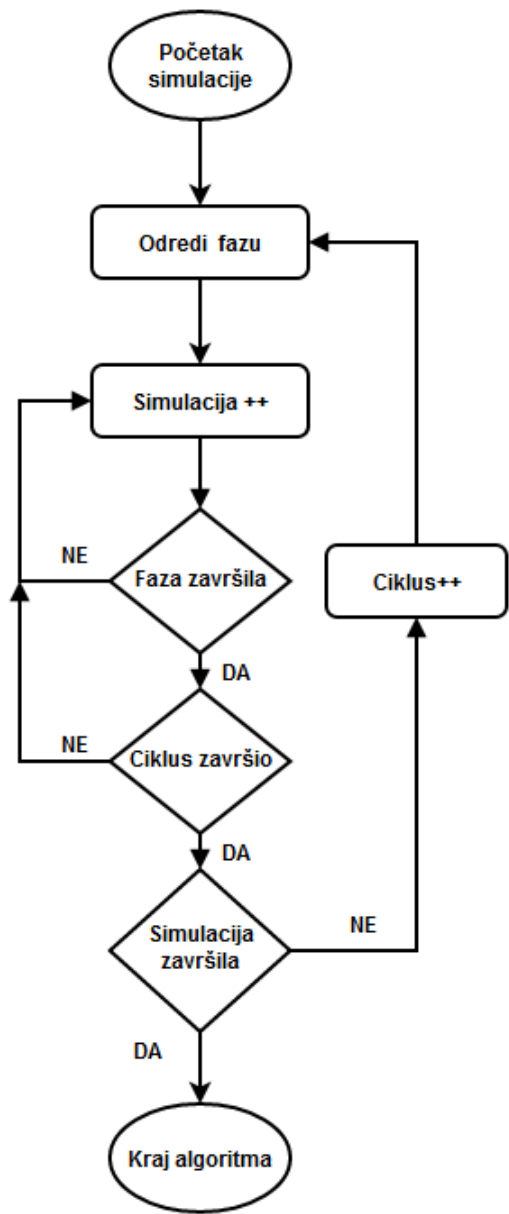 Početak
simulacije
Odredi fazu
Simulacija ++
NE
Faza završila
Ciklus++
DA
NE
Ciklus završio
DA
Simulacija
završila
NE
DA
Kraj algoritma